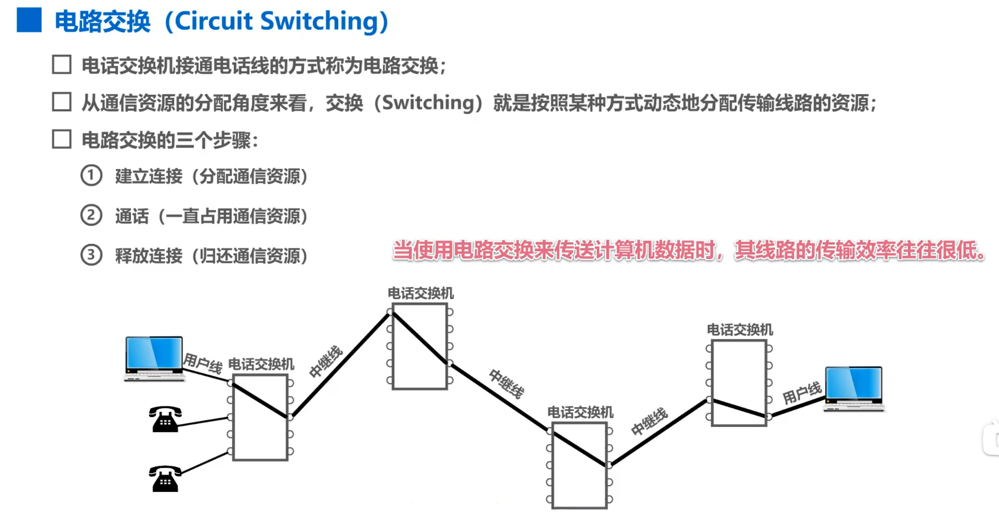 电路交换（Circuit Switching）
电话交换机接通电话线的方式称为电路交换；
从通信资源的分配角度来看，交换（Switching）就是按照某种方式动态地分配传输线路的资源；
电路交换的三个步骤：
① 建立连接（分配通信资源）
② 通话（一直占用通信资源）
③ 释放连接（归还通信资源）
当使用电路交换来传送计算机数据时，其线路的传输效率往往很低。
电话交换机
电话交换机
用户线
电话交换机
中继线
中继线
用户线
电话交换机
中继线